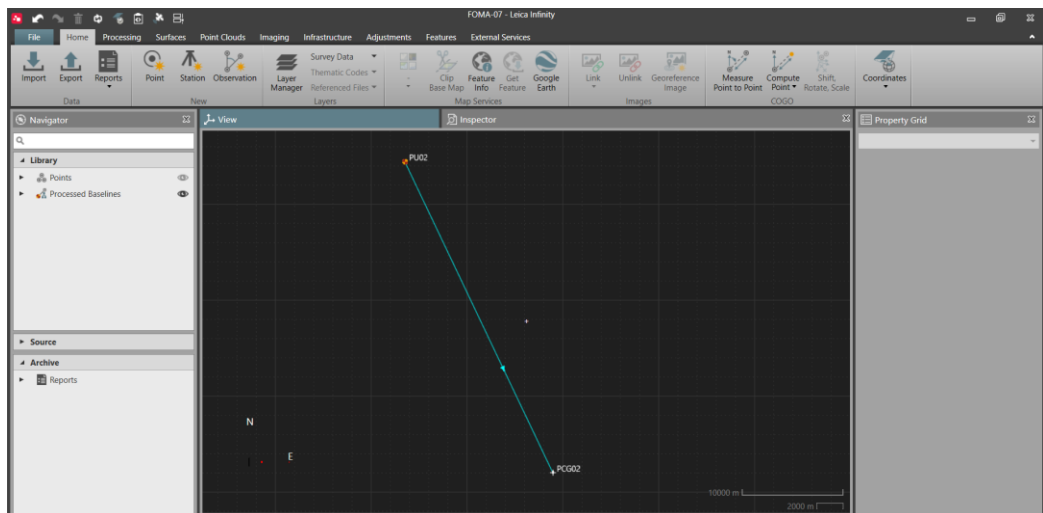 FOMA-07 - Leica Infinity
File Home Processing Surfaces Point Clouds Imaging Infrastructure Adjustments Features External Services
Import Export Reports Point Station Observation Layer Manager Survey Data Thematic Codes Referenced Files Clip Base Map Feature Info Get Feature Google Earth Link Unlink Georeference Image Measure Point to Point Compute Point Shift, Rotate, Scale Coordinates
Data New Layers Map Services Images COGO
Navigator View Inspector Property Grid
Library
Points
Processed Baselines
Source
Archive
Reports
PU02
N
E
PCG02
10000 m
2000 m